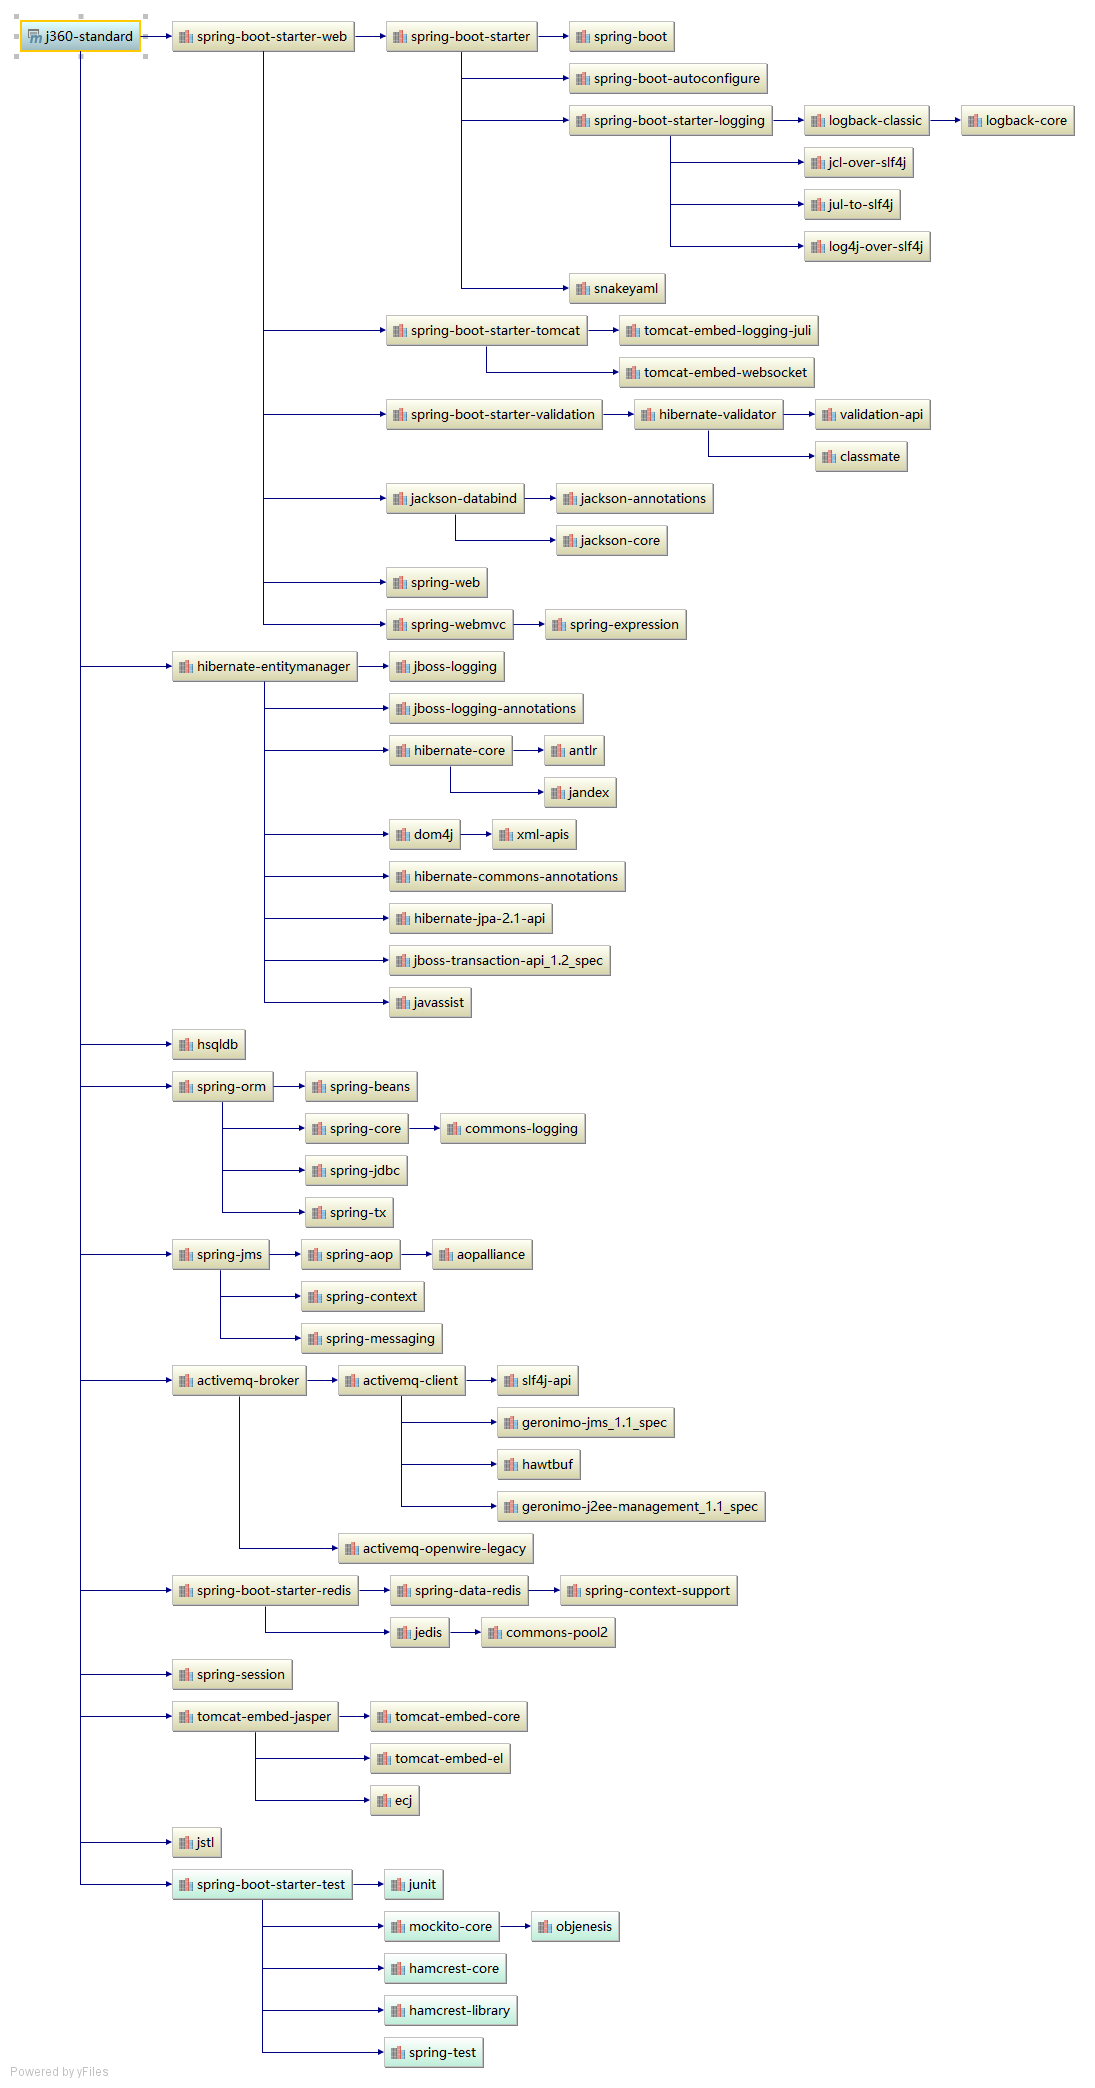 j360-standard spring-boot-starter-web spring-boot-starter spring-boot
spring-boot-autoconfigure
spring-boot-starter-logging logback-classic logback-core
jcl-over-slf4j
jul-to-slf4j
log4j-over-slf4j
snakeyaml
spring-boot-starter-tomcat tomcat-embed-logging-juli
tomcat-embed-websocket
spring-boot-starter-validation hibernate-validator validation-api
classmate
jackson-databind jackson-annotations
jackson-core
spring-web
spring-webmvc spring-expression
hibernate-entitymanager jboss-logging
jboss-logging-annotations
hibernate-core antlr
jandex
dom4j xml-apis
hibernate-commons-annotations
hibernate-jpa-2.1-api
jboss-transaction-api_1.2_spec
javassist
hsqldb
spring-orm spring-beans
spring-core commons-logging
spring-jdbc
spring-tx
spring-jms spring-aop aopalliance
spring-context
spring-messaging
activemq-broker activemq-client slf4j-api
geronimo-jms_1.1_spec
hawtbuf
geronimo-j2ee-management_1.1_spec
activemq-openwire-legacy
spring-boot-starter-redis spring-data-redis spring-context-support
jedis commons-pool2
spring-session
tomcat-embed-jasper tomcat-embed-core
tomcat-embed-el
ecj
jstl
spring-boot-starter-test junit
mockito-core objenesis
hamcrest-core
hamcrest-library
spring-test
Powered by yFiles